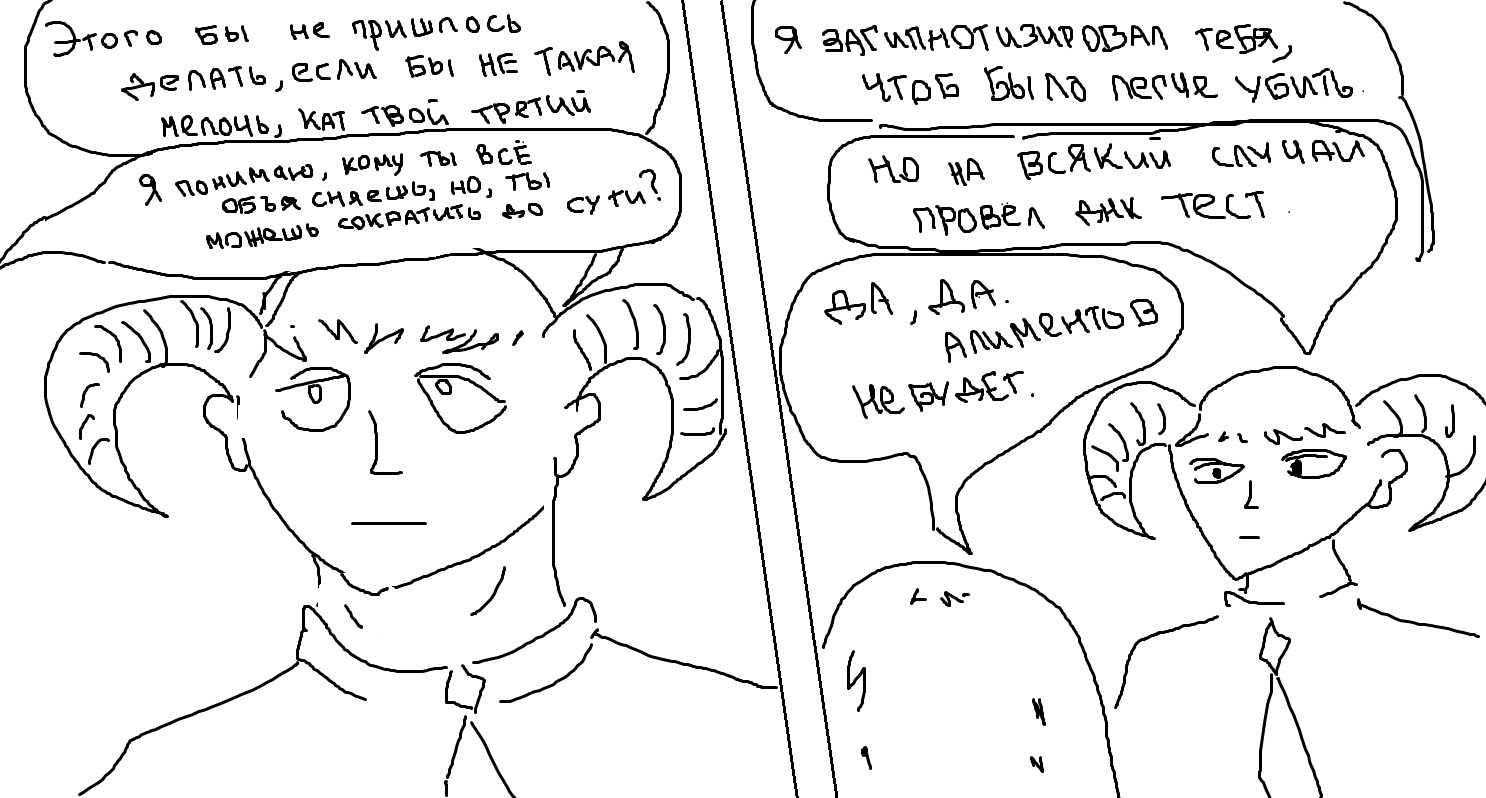 Этого бы не пришлось
делать, если бы не такая
мелочь, кат твой третий
Я понимаю, кому ты всё
объясняешь, но, ты
можешь сократить до сути?
Я загипнотизировал тебя,
чтоб было легче убить.
Но на всякий случай
провёл днк тест.
Да, да.
Алиментов
не будет.